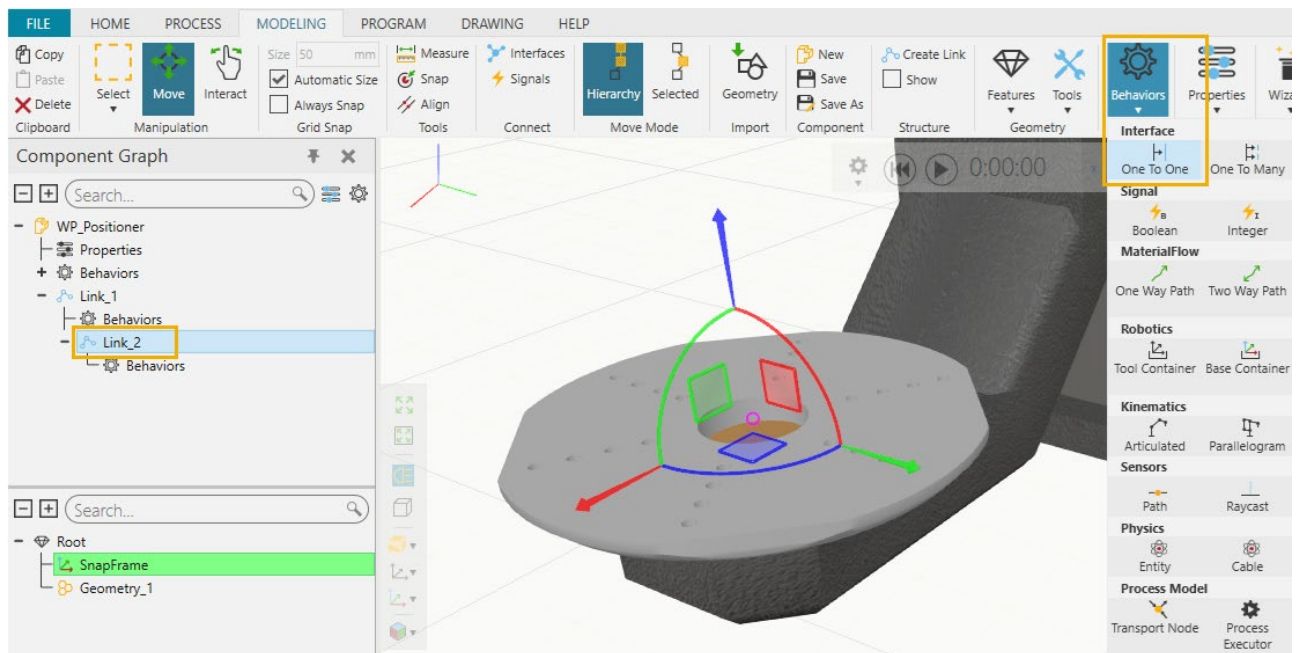 FILE HOME PROCESS MODELING PROGRAM DRAWING HELP
Copy
Paste
Delete
Clipboard
Select
Move
Interact
Manipulation
Size 50 mm
Automatic Size
Always Snap
Grid Snap
Measure
Snap
Align
Tools
Interfaces
Signals
Connect
Hierarchy
Selected
Move Mode
Geometry
Import
New
Save
Save As
Component
Create Link
Show
Structure
Features
Tools
Geometry
Behaviors
Properties
Interface
One To One
One To Many
Signal
B
I
Boolean
Integer
MaterialFlow
One Way Path
Two Way Path
Robotics
Tool Container
Base Container
Kinematics
Articulated
Parallelogram
Sensors
Path
Raycast
Physics
Entity
Cable
Process Model
Transport Node
Process
Executor
Component Graph
Search...
WP_Positioner
Properties
Behaviors
Link_1
Behaviors
Link_2
Behaviors
Search...
Root
SnapFrame
Geometry_1
0:00:00